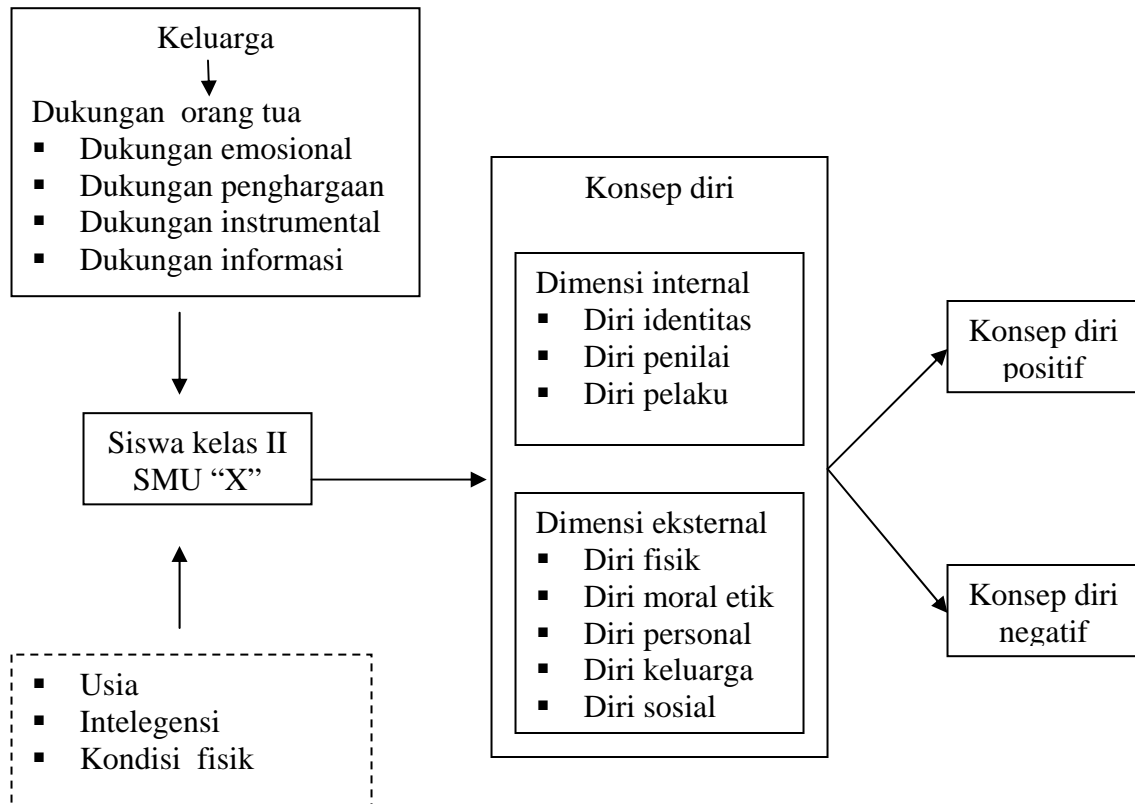 Keluarga
Dukungan orang tua
▪ Dukungan emosional
▪ Dukungan penghargaan
▪ Dukungan instrumental
▪ Dukungan informasi
Siswa kelas II
SMU “X”
▪ Usia
▪ Intelegensi
▪ Kondisi fisik
Konsep diri
Dimensi internal
▪ Diri identitas
▪ Diri penilai
▪ Diri pelaku
Dimensi eksternal
▪ Diri fisik
▪ Diri moral etik
▪ Diri personal
▪ Diri keluarga
▪ Diri sosial
Konsep diri
positif
Konsep diri
negatif